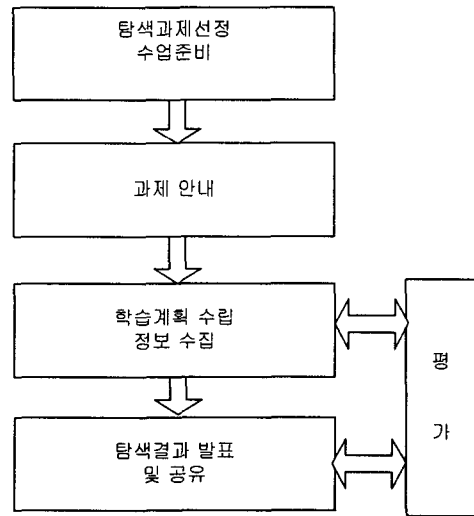 탐색과제선정
수업준비
과제 안내
학습계획 수립
정보 수집
평
가
탐색결과 발표
및 공유